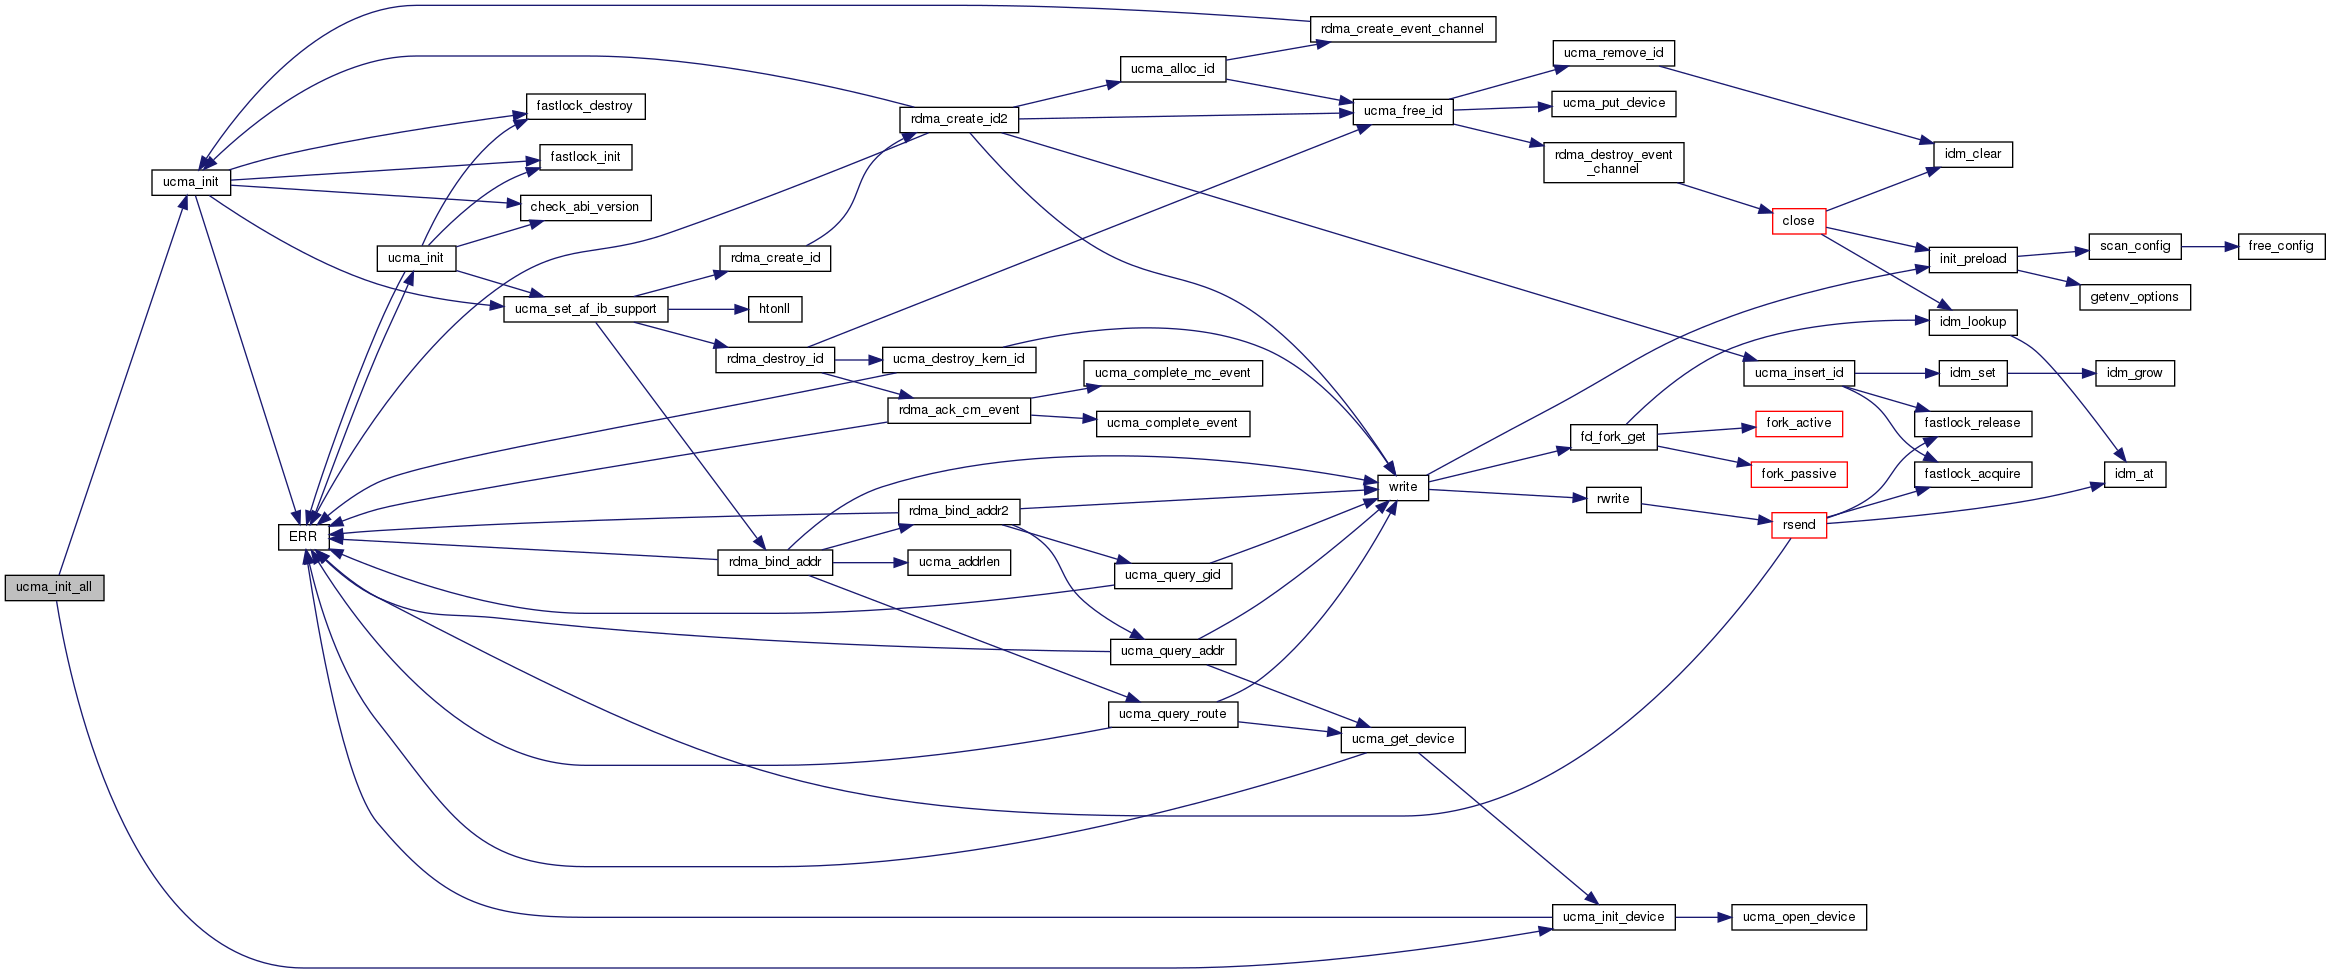 ucma_init_all
ucma_init
ERR
ucma_init
fastlock_destroy
fastlock_init
check_abi_version
ucma_set_af_ib_support
rdma_create_id
htonll
rdma_destroy_id
rdma_bind_addr
rdma_create_id2
ucma_destroy_kern_id
rdma_ack_cm_event
rdma_bind_addr2
ucma_addrlen
ucma_alloc_id
ucma_complete_mc_event
ucma_complete_event
ucma_query_gid
ucma_query_addr
ucma_query_route
rdma_create_event_channel
ucma_free_id
write
ucma_get_device
ucma_remove_id
ucma_put_device
rdma_destroy_event
_channel
fd_fork_get
rwrite
ucma_init_device
close
ucma_insert_id
fork_active
fork_passive
rsend
ucma_open_device
idm_clear
init_preload
idm_lookup
idm_set
fastlock_release
fastlock_acquire
scan_config
getenv_options
idm_grow
idm_at
free_config